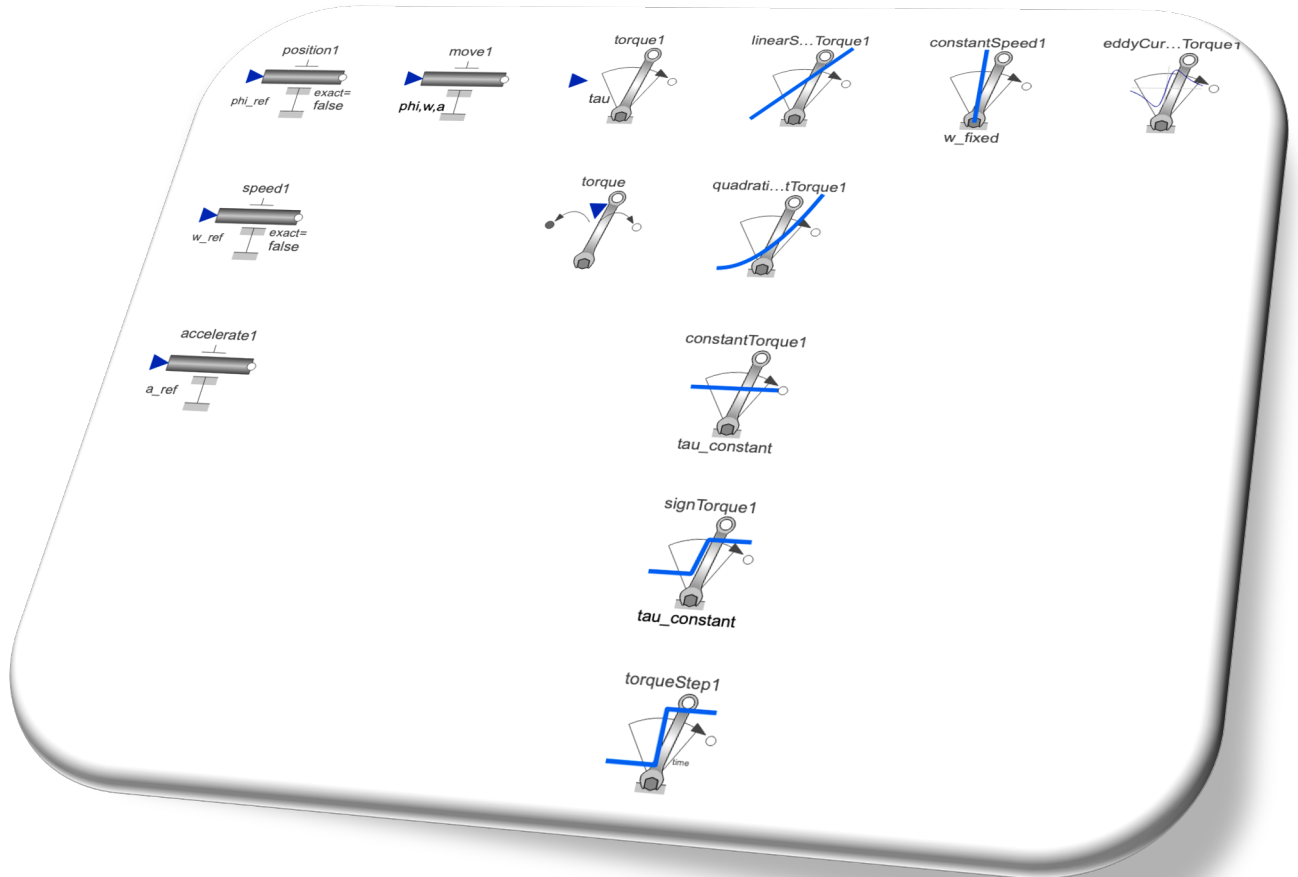 position1
phi_ref
exact=
false
move1
phi,w,a
torque1
tau
linearS...Torque1
constantSpeed1
w_fixed
eddyCur...Torque1
speed1
w_ref
exact=
false
torque
quadrati...tTorque1
accelerate1
a_ref
constantTorque1
tau_constant
signTorque1
tau_constant
torqueStep1
time